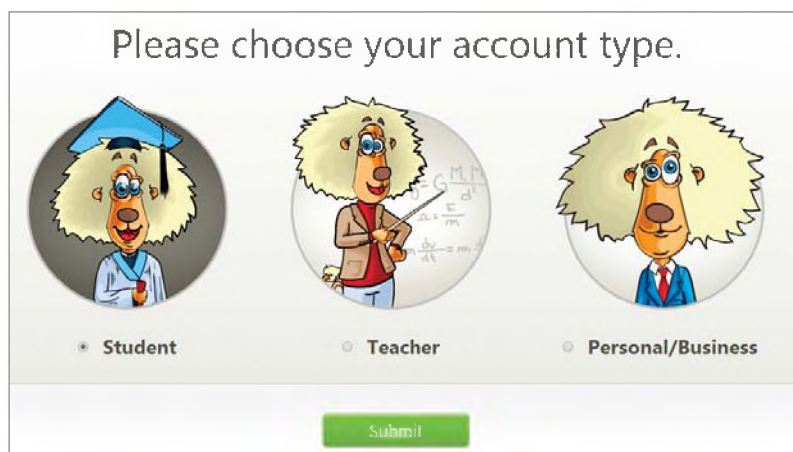 Please choose your account type.
Student
Teacher
Personal/Business
Submit